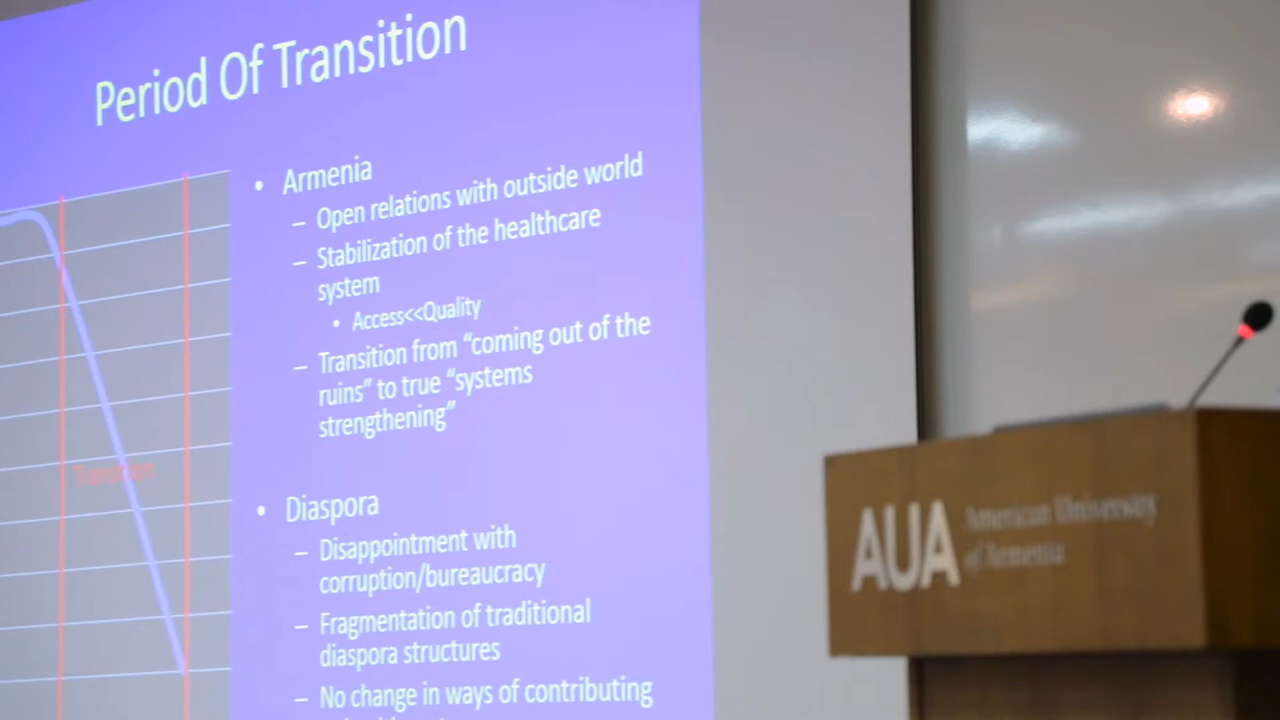 Period Of Transition
• Armenia
– Open relations with outside world
– Stabilization of the healthcare
system
• Access<<Quality
– Transition from “coming out of the
ruins” to true “systems
strengthening”
Transition
• Diaspora
– Disappointment with
corruption/bureaucracy
– Fragmentation of traditional
diaspora structures
– No change in ways of contributing
AUA
American University
of Armenia